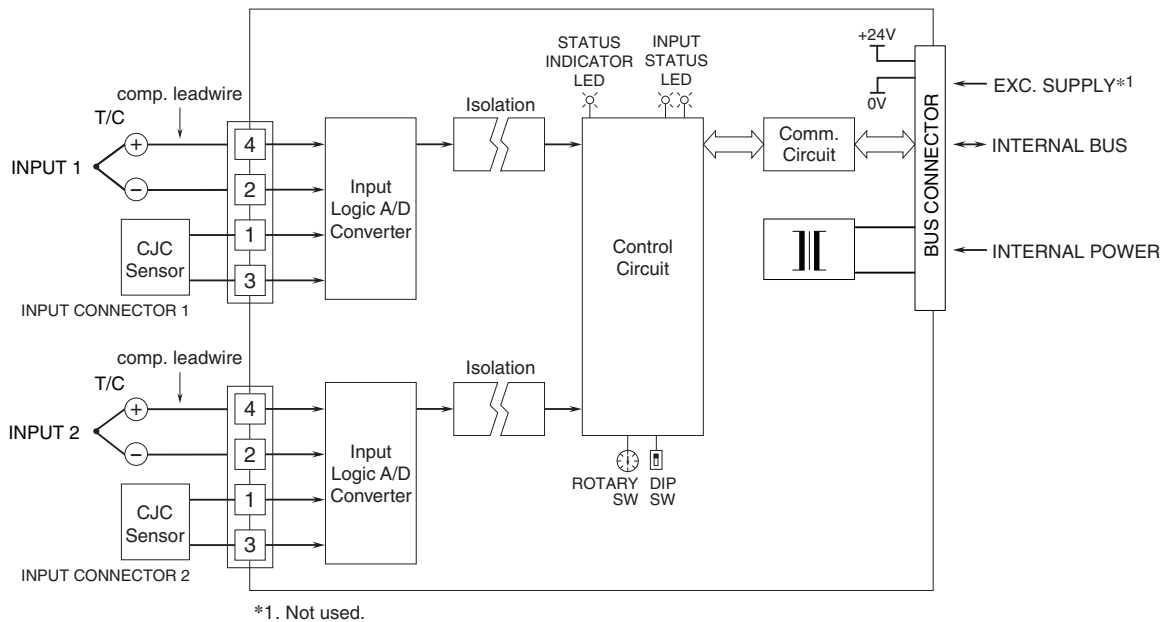 STATUS
INDICATOR
LED
INPUT
STATUS
LED
+24V
0V
BUS CONNECTOR
EXC. SUPPLY*1
INTERNAL BUS
INTERNAL POWER
comp. leadwire
T/C
+
−
INPUT 1
4
2
1
3
CJC
Sensor
INPUT CONNECTOR 1
Input
Logic A/D
Converter
Isolation
Control
Circuit
Comm.
Circuit
comp. leadwire
T/C
+
−
INPUT 2
4
2
1
3
CJC
Sensor
INPUT CONNECTOR 2
Input
Logic A/D
Converter
Isolation
ROTARY
SW
DIP
SW
*1. Not used.